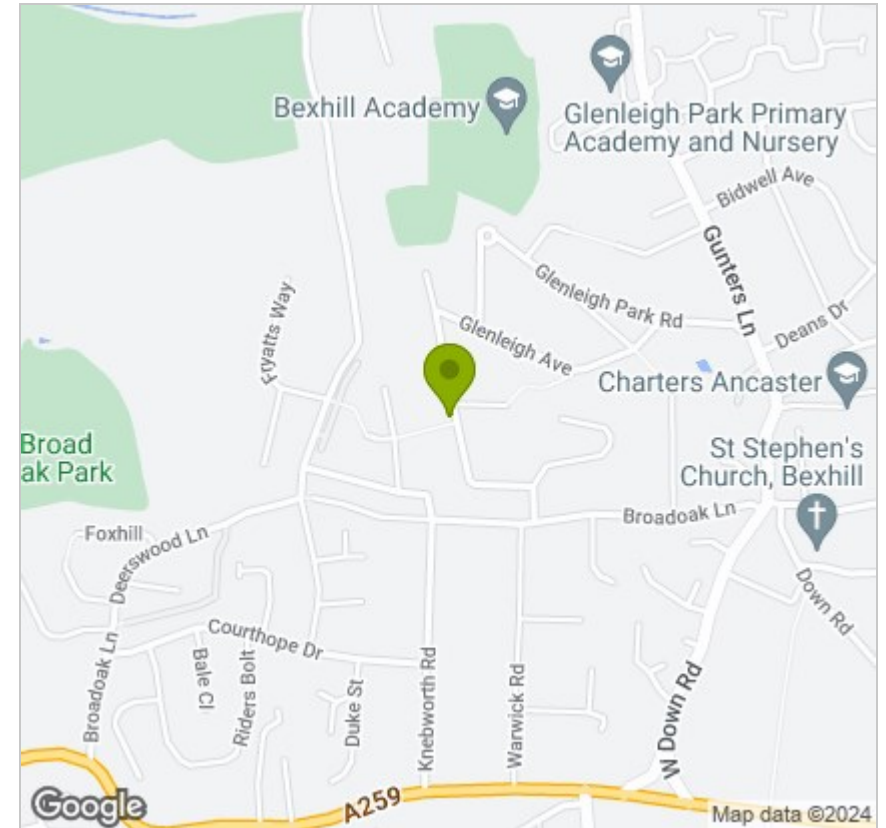 Bexhill Academy
Glenleigh Park Primary
Academy and Nursery
Bidwell Ave
Gunters Ln
Glenleigh Park Rd
Deans Dr
Fryatts Way
Glenleigh Ave
Charters Ancaster
Broad
ak Park
St Stephen's
Church, Bexhill
Broadoak Ln
Foxhill
Deerswood Ln
Down Rd
Courthope Dr
Broadoak Ln
Bale Cl
Riders Bolt
Duke St
Knebworth Rd
Warwick Rd
W Down Rd
A259
Google
Map data ©2024